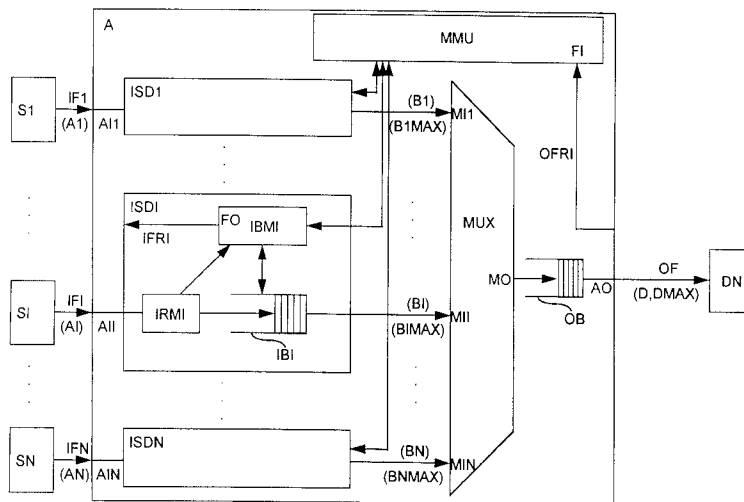 A
MMU
FI
S1
IF1
(A1)
AI1
ISD1
(B1)
(B1MAX)
MI1
OFRI
ISDI
FO
IBMI
IFRI
MUX
SI
IFI
(AI)
AII
IRMI
IBI
(BI)
(BIMAX)
MII
MO
OB
AO
OF
(D,DMAX)
DN
SN
IFN
(AN)
AIN
ISDN
(BN)
(BNMAX)
MIN